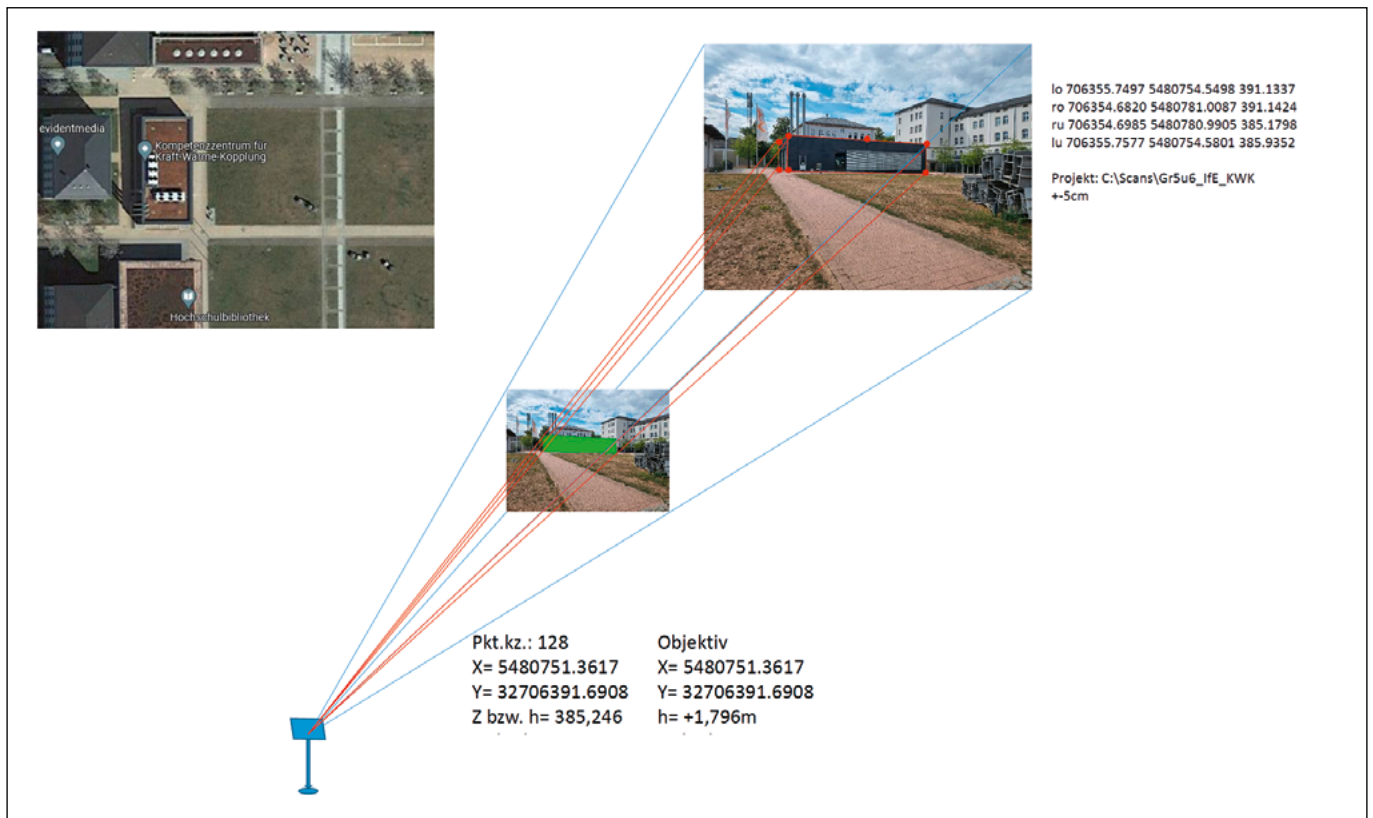 evidentmedia
Kompetenzzentrum für
Kraft-Wärme-Kopplung
Hochschulbibliothek
lo 706355.7497 5480754.5498 391.1337
ro 706354.6820 5480781.0087 391.1424
ru 706354.6985 5480780.9905 385.1798
lu 706355.7577 5480754.5801 385.9352
Projekt: C:\Scans\Gr5u6_IfE_KWK
+-5cm
Pkt.kz.: 128
X= 5480751.3617
Y= 32706391.6908
Z bzw. h= 385,246
Objektiv
X= 5480751.3617
Y= 32706391.6908
h= +1,796m